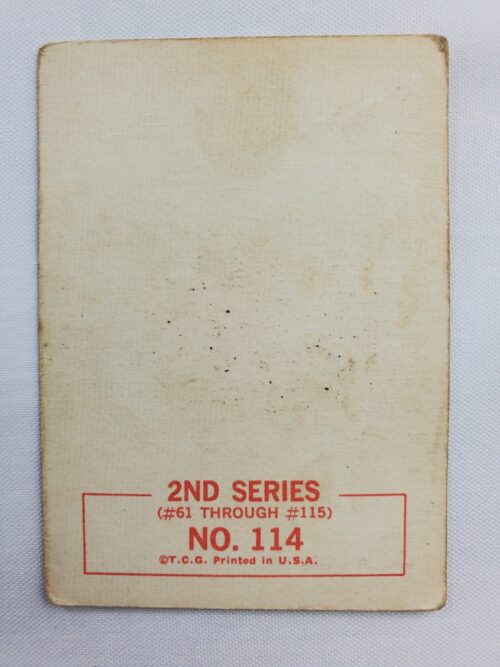 2ND SERIES
(#61 THROUGH #115)
NO. 114
©T.C.G. Printed in U.S.A.